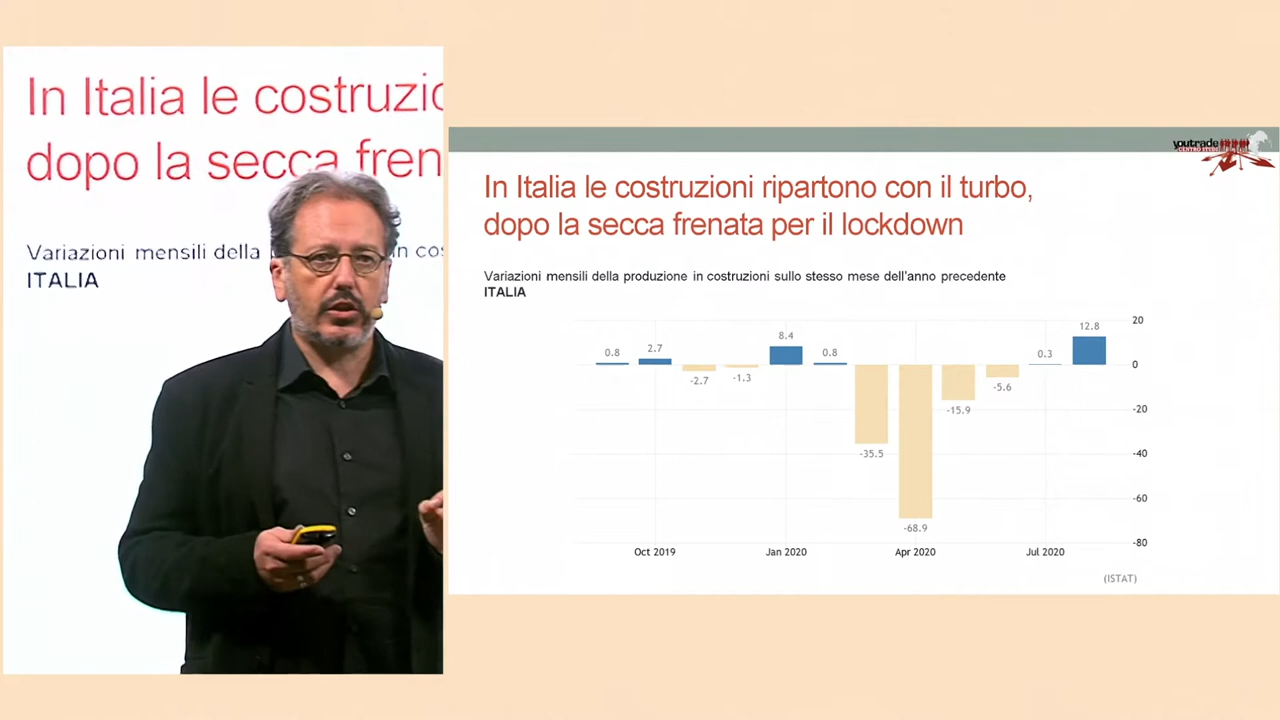 In Italia le costruzio
dopo la secca fren
Variazioni mensili della
in cos
ITALIA
youtrade
CENTRO STUDI
In Italia le costruzioni ripartono con il turbo,
dopo la secca frenata per il lockdown
Variazioni mensili della produzione in costruzioni sullo stesso mese dell'anno precedente
ITALIA
0.8
2.7
-2.7
-1.3
8.4
0.8
-35.5
-68.9
-15.9
-5.6
0.3
12.8
20
0
-20
-40
-60
-80
Oct 2019
Jan 2020
Apr 2020
Jul 2020
(ISTAT)